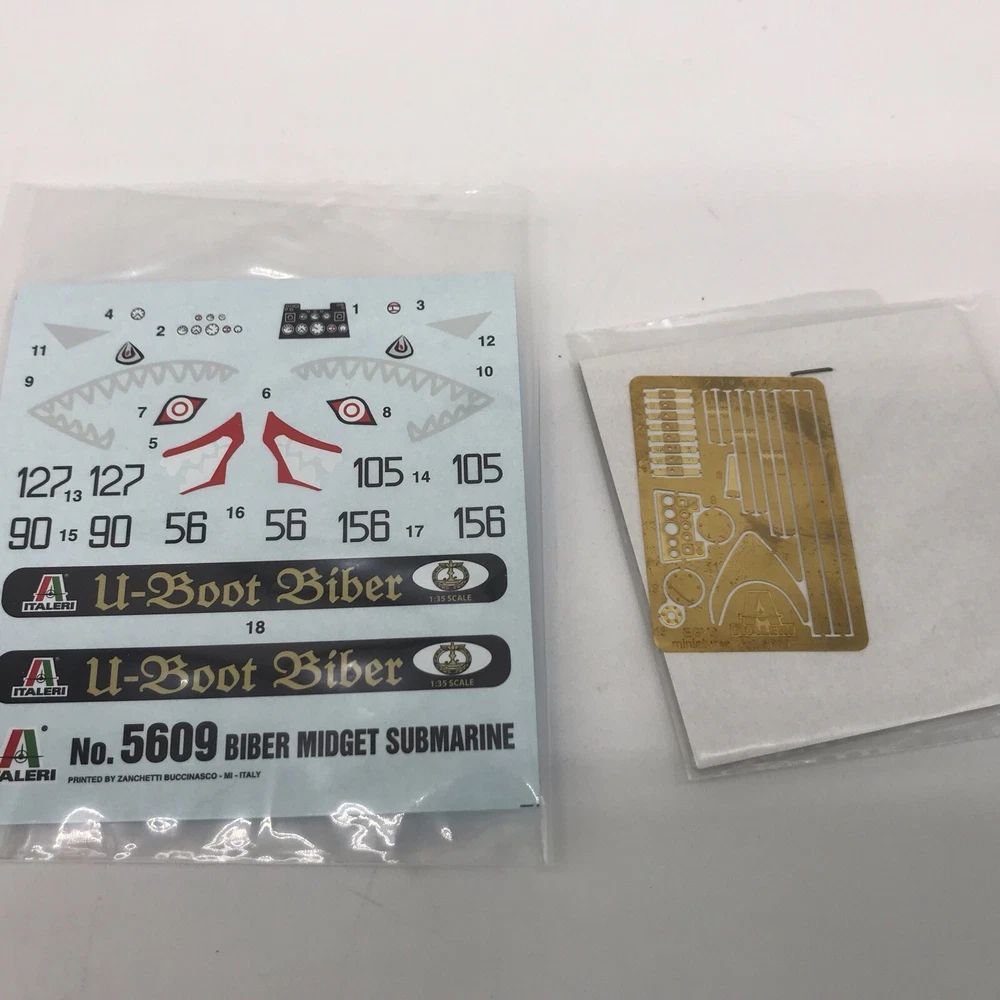 4
2
1
3
11
12
9
10
7
6
8
5
127 13 127
105 14 105
90 15 90
56 16 56
156 17 156
ITALERI U-Boot Biber 1:35 SCALE
18
ITALERI U-Boot Biber 1:35 SCALE
TALERI No. 5609 BIBER MIDGET SUBMARINE
PRINTED BY ZANCHETTI BUCCINASCO - MI - ITALY